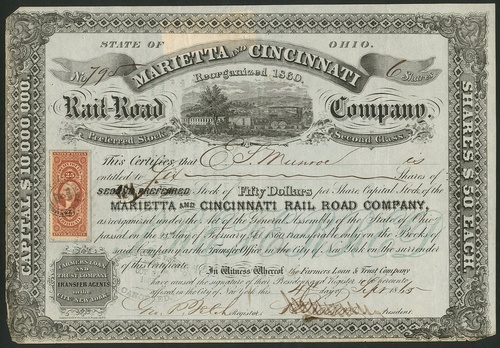 STATE OF OHIO.
MARIETTA AND CINCINNATI
No. 6 Shares
Reorganized 1860.
Rail-Road Company.
Preferred Stock Second Class
This Certifies that
entitled to Shares of
SECOND PREFERRED Stock of Fifty Dollars per Share, Capital Stock of the
MARIETTA AND CINCINNATI RAIL ROAD COMPANY,
as reorganized under the Act of the General Assembly of the State of Ohio
passed on the of February 1860, transferable only on the Books of
said Company at the Transfer Office in the City of New York on the surrender
of this Certificate.
In Witness Whereof the Farmers Loan & Trust Company
have caused the signature of their President and Register to be hereunto
affixed in the City of New York this day of Sept. 1865
Register. President.
CAPITAL $10,000,000
SHARES $50 EACH.
FARMERS LOAN
AND
TRUST COMPANY
TRANSFER AGENTS
IN THE
CITY NEW YORK
25